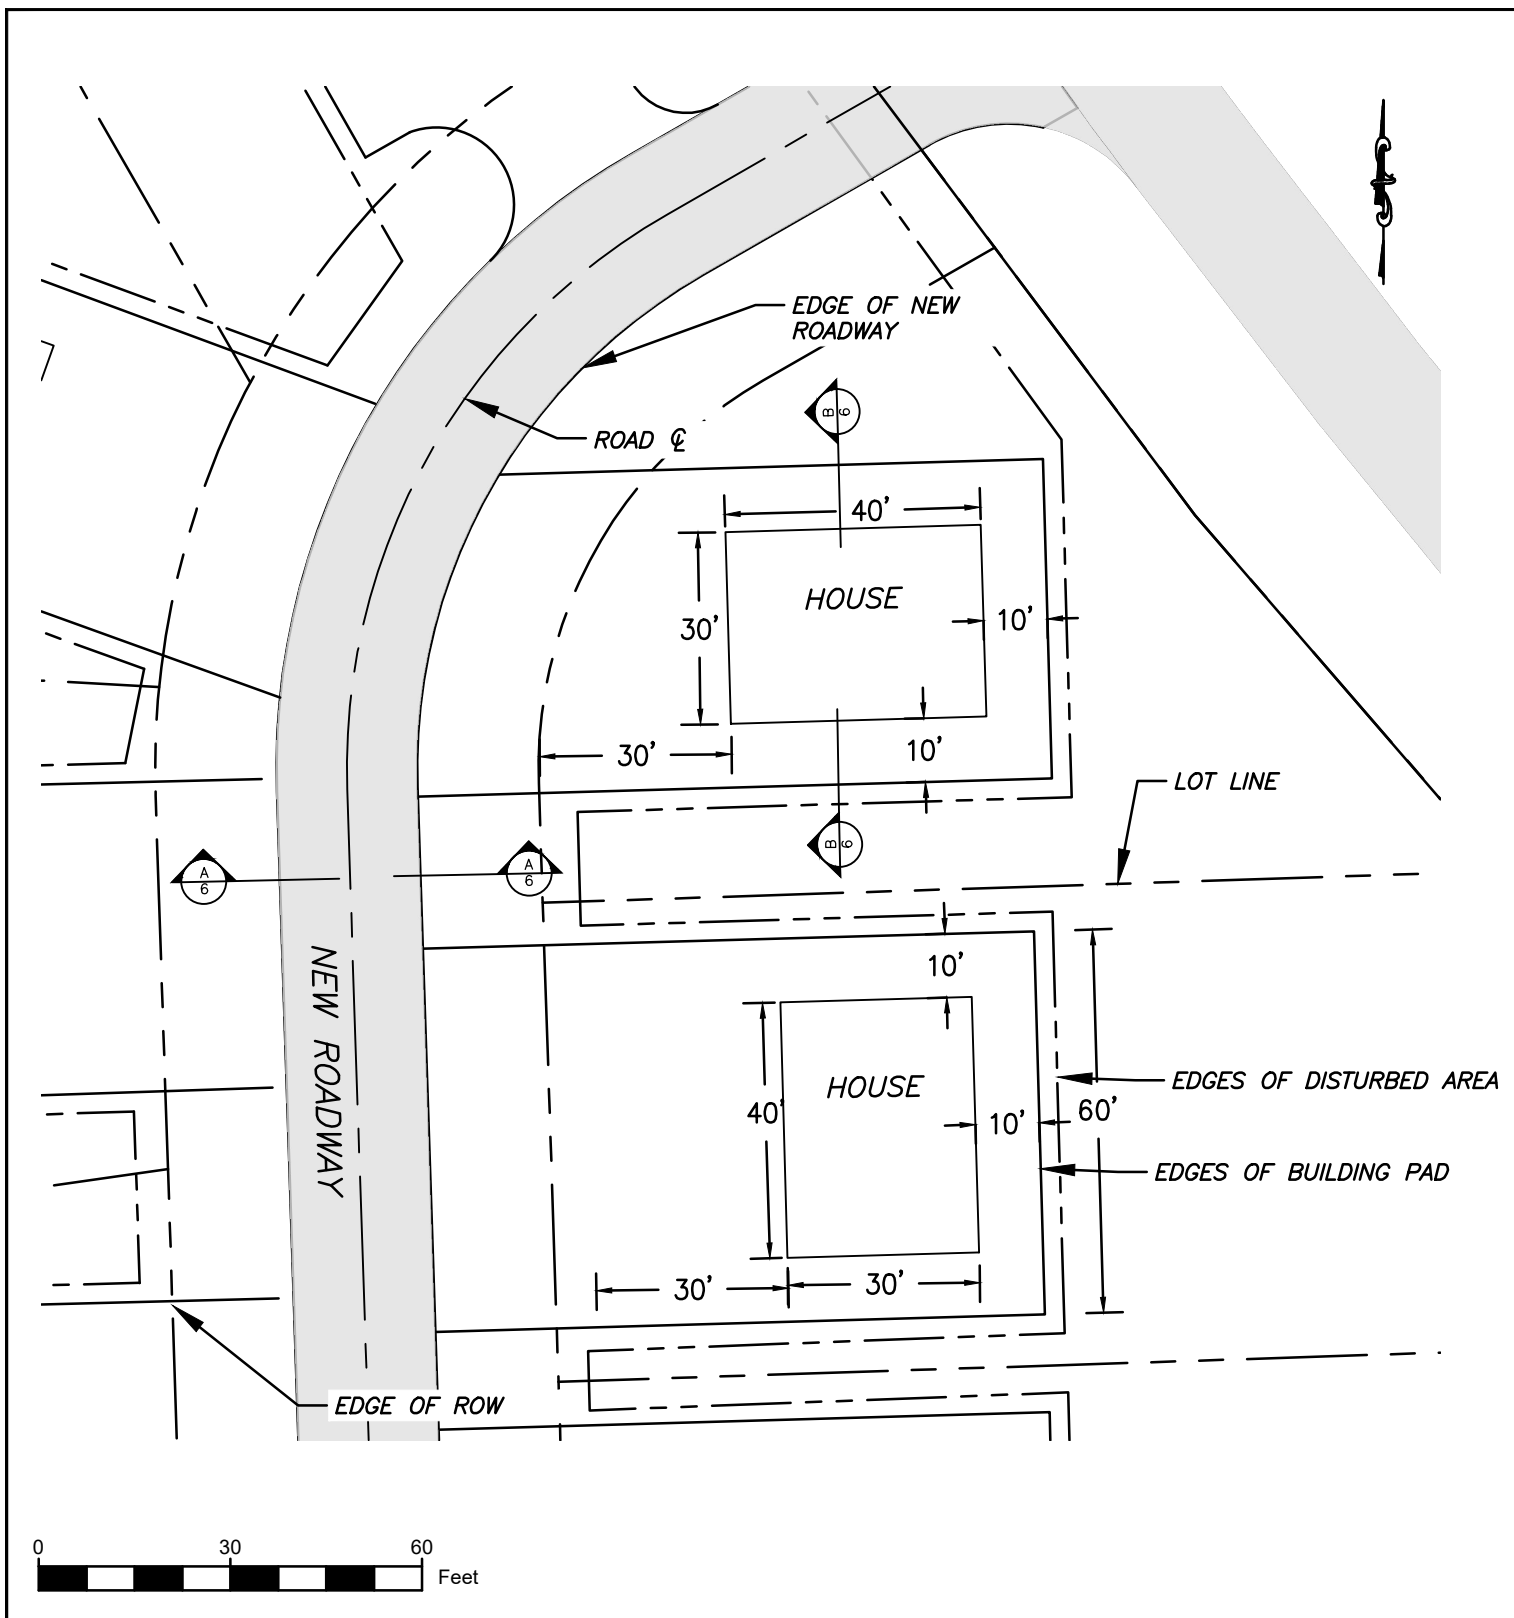 EDGE OF NEW
ROADWAY
B
6
ROAD ℄
40'
HOUSE
30'
10'
30'
10'
LOT LINE
B
6
A
6
A
6
NEW ROADWAY
10'
HOUSE
EDGES OF DISTURBED AREA
40'
10'
60'
EDGES OF BUILDING PAD
30'
30'
EDGE OF ROW
0
30
60
Feet